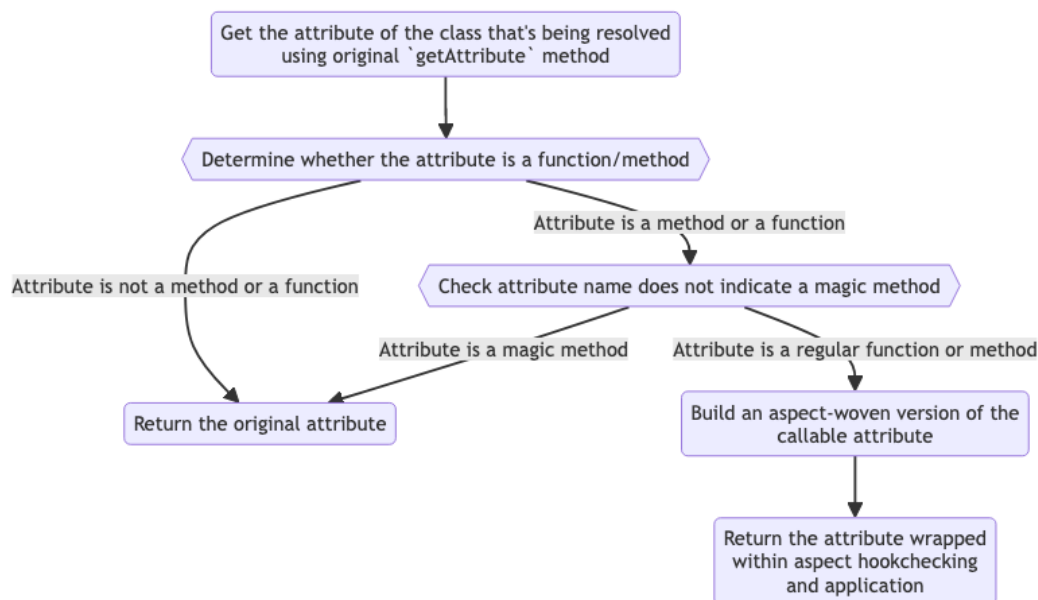 Get the attribute of the class that's being resolved
using original `getAttribute` method
Determine whether the attribute is a function/method
Attribute is a method or a function
Attribute is not a method or a function
Check attribute name does not indicate a magic method
Attribute is a magic method
Attribute is a regular function or method
Return the original attribute
Build an aspect-woven version of the
callable attribute
Return the attribute wrapped
within aspect hookchecking
and application